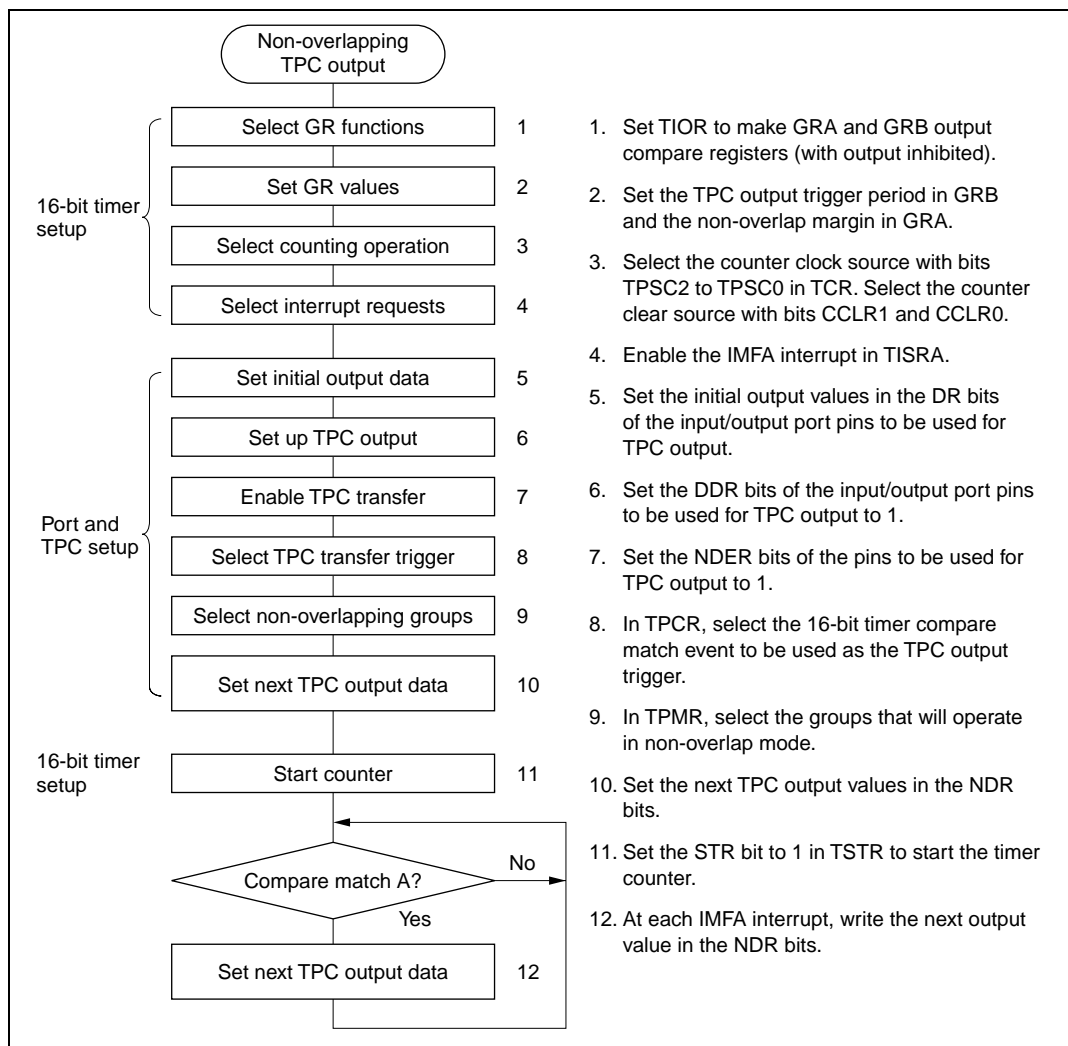 Non-overlapping
TPC output
16-bit timer
setup
Select GR functions 1
Set GR values 2
Select counting operation 3
Select interrupt requests 4
Port and
TPC setup
Set initial output data 5
Set up TPC output 6
Enable TPC transfer 7
Select TPC transfer trigger 8
Select non-overlapping groups 9
Set next TPC output data 10
16-bit timer
setup
Start counter 11
Compare match A?
No
Yes
Set next TPC output data 12
1. Set TIOR to make GRA and GRB output
compare registers (with output inhibited).
2. Set the TPC output trigger period in GRB
and the non-overlap margin in GRA.
3. Select the counter clock source with bits
TPSC2 to TPSC0 in TCR. Select the counter
clear source with bits CCLR1 and CCLR0.
4. Enable the IMFA interrupt in TISRA.
5. Set the initial output values in the DR bits
of the input/output port pins to be used for
TPC output.
6. Set the DDR bits of the input/output port pins
to be used for TPC output to 1.
7. Set the NDER bits of the pins to be used for
TPC output to 1.
8. In TPCR, select the 16-bit timer compare
match event to be used as the TPC output
trigger.
9. In TPMR, select the groups that will operate
in non-overlap mode.
10. Set the next TPC output values in the NDR
bits.
11. Set the STR bit to 1 in TSTR to start the timer
counter.
12. At each IMFA interrupt, write the next output
value in the NDR bits.